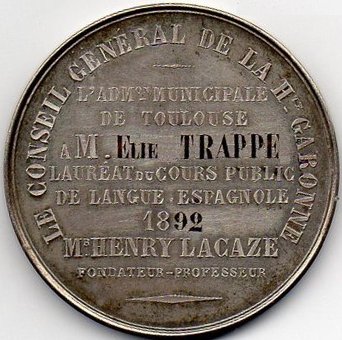 LE CONSEIL GÉNÉRAL DE LA HTE GARONNE
L'ADMON MUNICIPALE
DE TOULOUSE
A M. ELIE TRAPPE
LAURÉAT DU COURS PUBLIC
DE LANGUE ESPAGNOLE
1892
MR HENRY LACAZE
FONDATEUR-PROFESSEUR